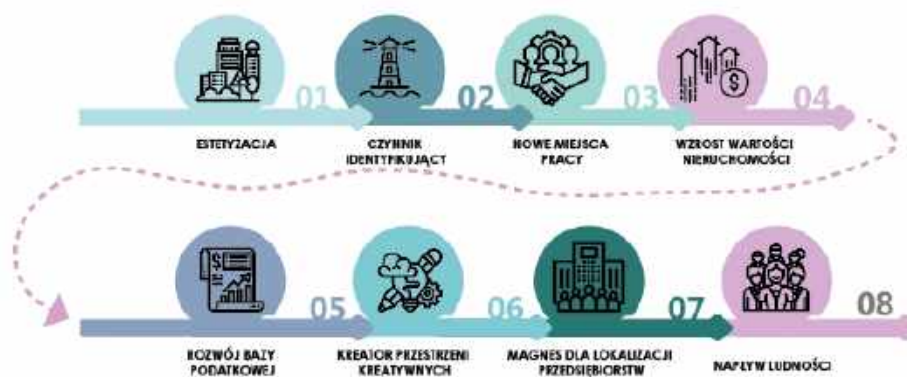 01
ESTETYZACJA
02
CZYNNIK
IDENTYFIKUJĄCY
03
NOWE MIEJSCA
PRACY
04
WZROST WARTOŚCI
NIERUCHOMOŚCI
05
ROZWÓJ BAZY
PODATKOWEJ
06
KREATOR PRZESTRZENI
KREATYWNYCH
07
MAGNES DLA LOKALIZACJI
PRZEDSIĘBIORSTW
08
NAPŁYW LUDNOŚCI